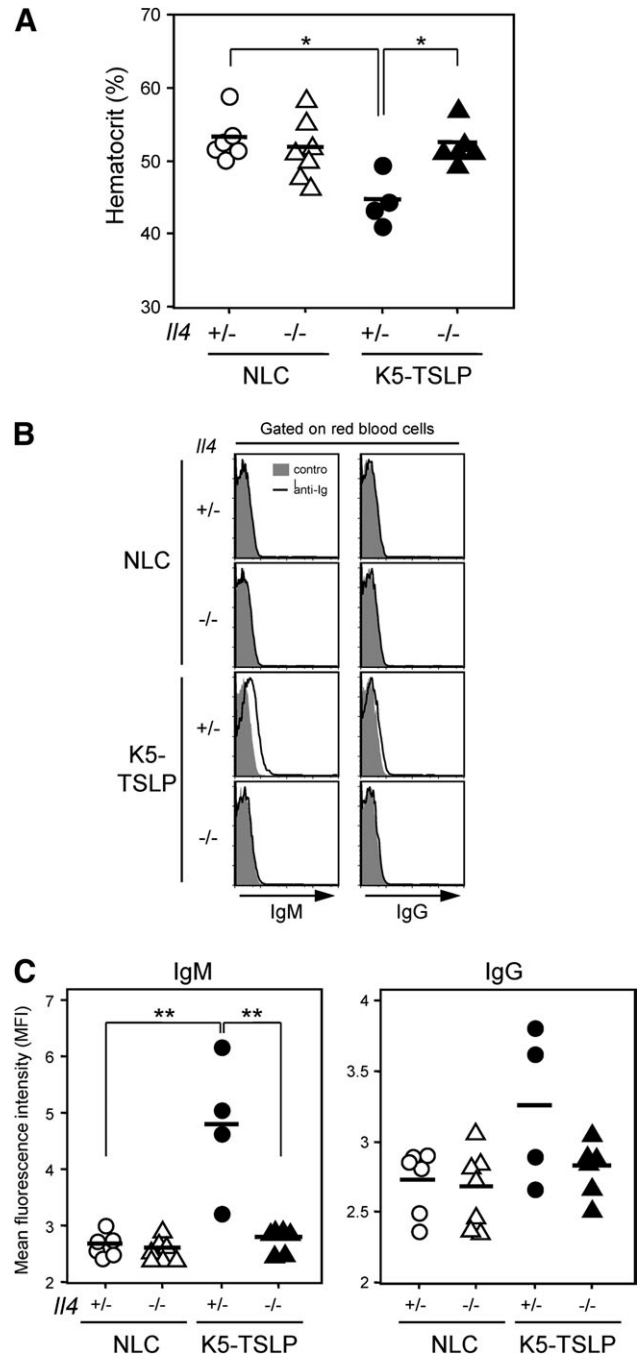 A
Hematocrit (%)
* *
60
50
40
30
Il4 +/- -/- +/- -/-
NLC K5-TSLP
B
Gated on red blood cells
Il4
contro
l
anti-Ig
+/-
NLC
-/-
+/-
K5-
TSLP
-/-
IgM IgG
C
IgM IgG
Mean fluorescence intensity (MFI)
** **
7
6
5
4
3
2
4
3.5
3
2.5
2
Il4 +/- -/- +/- -/- +/- -/- +/- -/-
NLC K5-TSLP NLC K5-TSLP